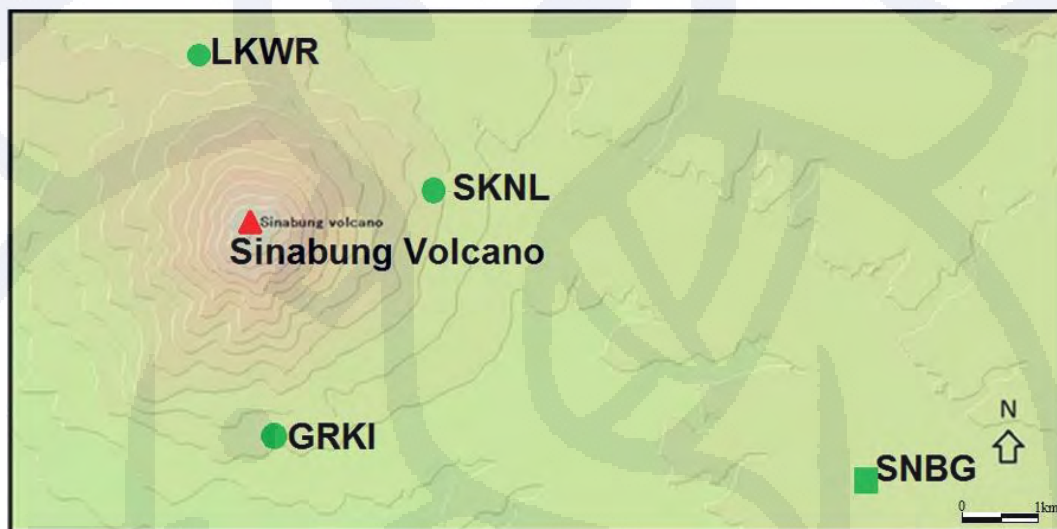 LKWR
SKNL
Sinabung volcano
Sinabung Volcano
GRKI
N
SNBG
0 1km